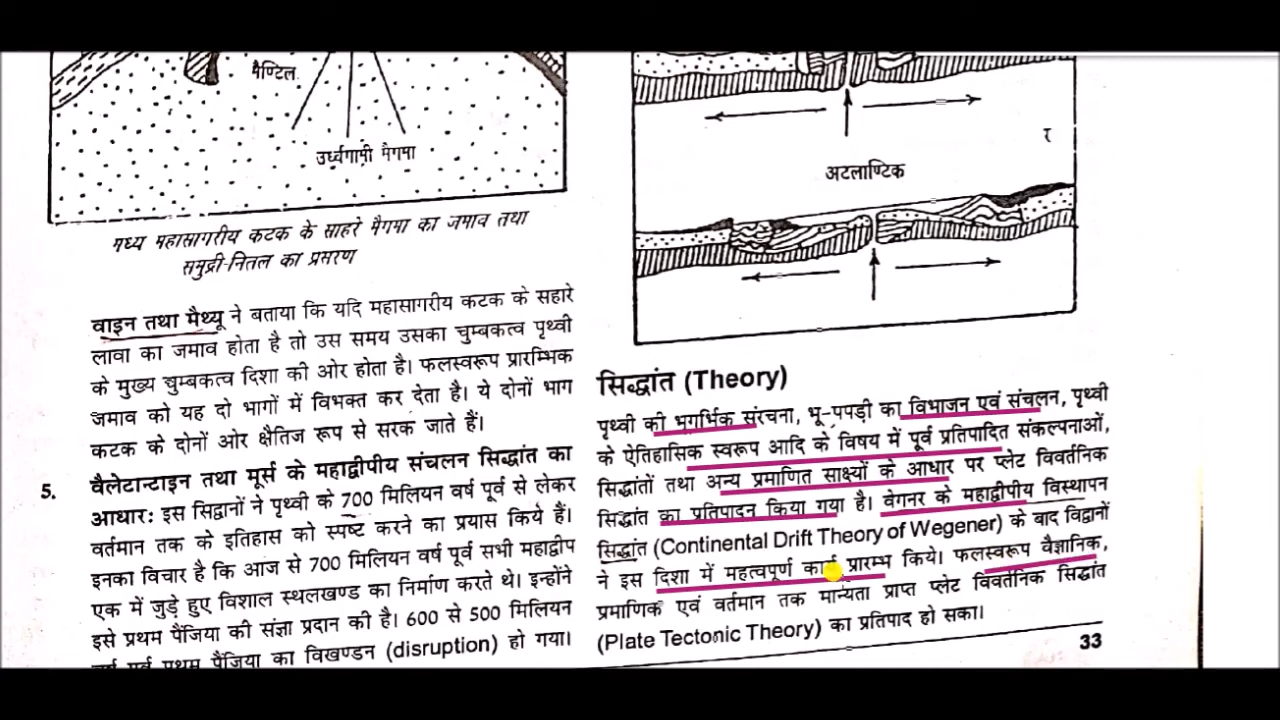 मैण्टिल
उर्ध्वगामी मैगमा
मध्य महासागरीय कटक के साहरे मैगमा का जमाव तथा
समुद्री-नितल का प्रमरण
वाइन तथा मैथ्यू ने बताया कि यदि महासागरीय कटक के सहारे
लावा का जमाव होता है तो उस समय उसका चुम्बकत्व पृथ्वी
के मुख्य चुम्बकत्व दिशा की ओर होता है। फलस्वरूप प्रारम्भिक
जमाव को यह दो भागों में विभक्त कर देता है। ये दोनों भाग
कटक के दोनों ओर क्षैतिज रूप से सरक जाते हैं।
5. वैलेटान्टाइन तथा मूर्स के महाद्वीपीय संचलन सिद्धांत का
आधारः इस सिद्वानों ने पृथ्वी के 700 मिलियन वर्ष पूर्व से लेकर
वर्तमान तक के इतिहास को स्पष्ट करने का प्रयास किये हैं।
इनका विचार है कि आज से 700 मिलियन वर्ष पूर्व सभी महाद्वीप
एक में जुड़े हुए विशाल स्थलखण्ड का निर्माण करते थे। इन्होंने
इसे प्रथम पैंजिया की संज्ञा प्रदान की है। 600 से 500 मिलियन
वर्ष पूर्व प्रथम पैंजिया का विखण्डन (disruption) हो गया।
र
अटलाण्टिक
सिद्धांत (Theory)
पृथ्वी की भूगर्भिक संरचना, भू-पपड़ी का विभाजन एवं संचलन, पृथ्वी
के ऐतिहासिक स्वरूप आदि के विषय में पूर्व प्रतिपादित संकल्पनाओं,
सिद्धांतों तथा अन्य प्रमाणित साक्ष्यों के आधार पर प्लेट विवर्तनिक
सिद्धांत का प्रतिपादन किया गया है। वेगनर के महाद्वीपीय विस्थापन
सिद्धांत (Continental Drift Theory of Wegener) के बाद विद्वानों
ने इस दिशा में महत्वपूर्ण कार्य प्रारम्भ किये। फलस्वरूप वैज्ञानिक,
प्रमाणिक एवं वर्तमान तक मान्यता प्राप्त प्लेट विवर्तनिक सिद्धांत
(Plate Tectonic Theory) का प्रतिपाद हो सका।
33